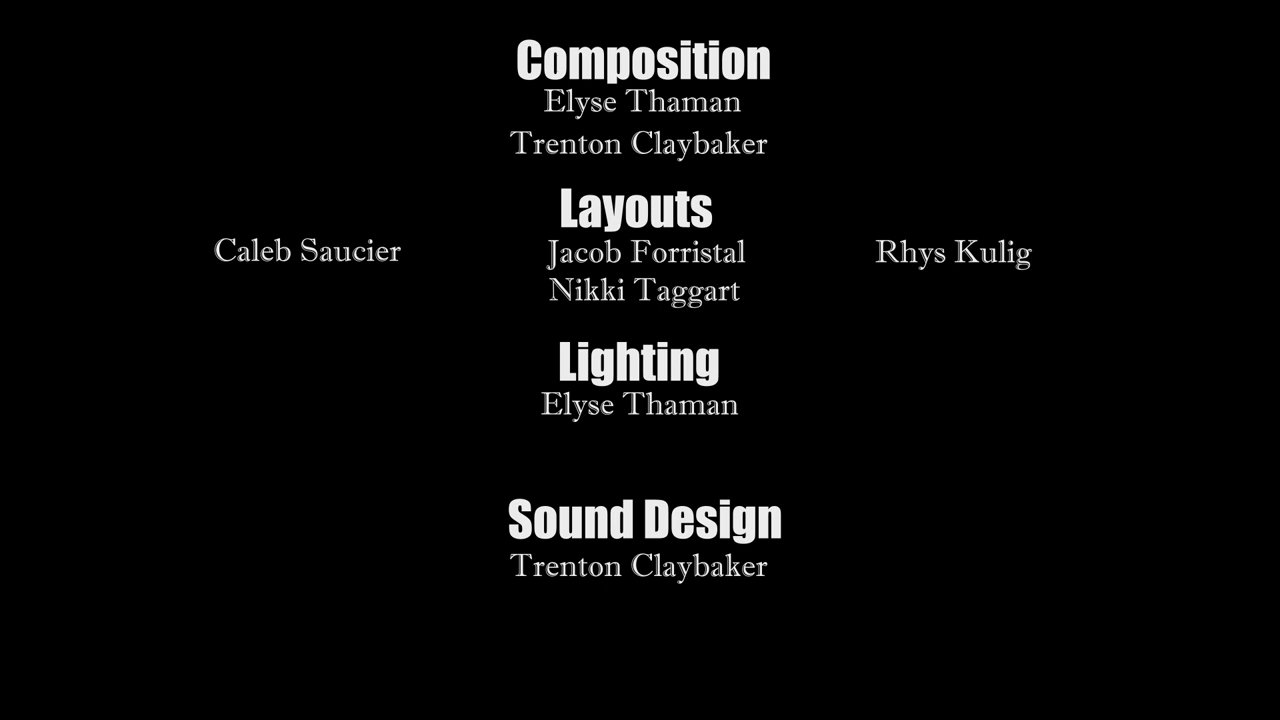 Composition
Elyse Thaman
Trenton Claybaker
Layouts
Caleb Saucier Jacob Forristal Rhys Kulig
Nikki Taggart
Lighting
Elyse Thaman
Sound Design
Trenton Claybaker